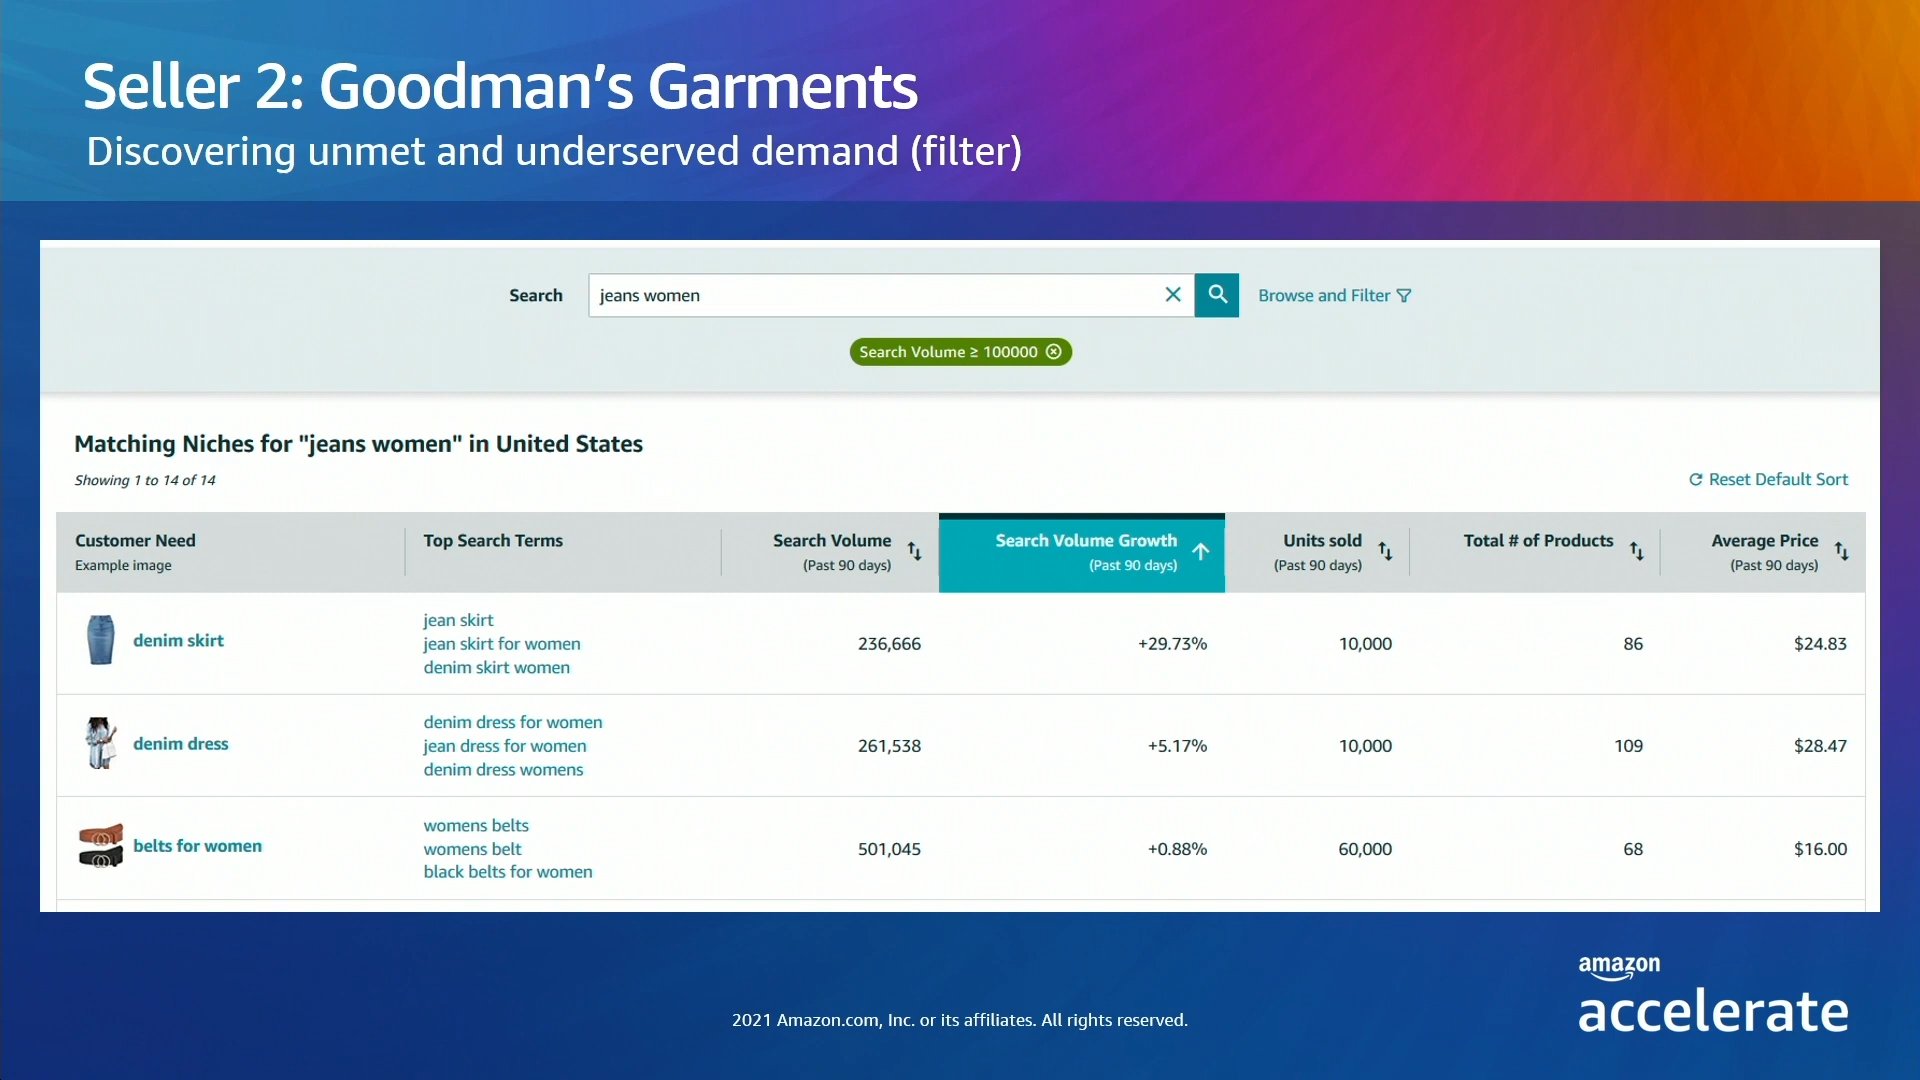 Seller 2: Goodman's Garments
Discovering unmet and underserved demand (filter)
Search
jeans women
Browse and Filter
Search Volume ≥ 100000
Matching Niches for "jeans women" in United States
Showing 1 to 14 of 14
Reset Default Sort
Customer Need
Example image
Top Search Terms
Search Volume
(Past 90 days)
Search Volume Growth
(Past 90 days)
Units sold
(Past 90 days)
Total # of Products
Average Price
(Past 90 days)
denim skirt
jean skirt
jean skirt for women
denim skirt women
236,666
+29.73%
10,000
86
$24.83
denim dress
denim dress for women
jean dress for women
denim dress womens
261,538
+5.17%
10,000
109
$28.47
belts for women
womens belts
womens belt
black belts for women
501,045
+0.88%
60,000
68
$16.00
2021 Amazon.com, Inc. or its affiliates. All rights reserved.
amazon
accelerate